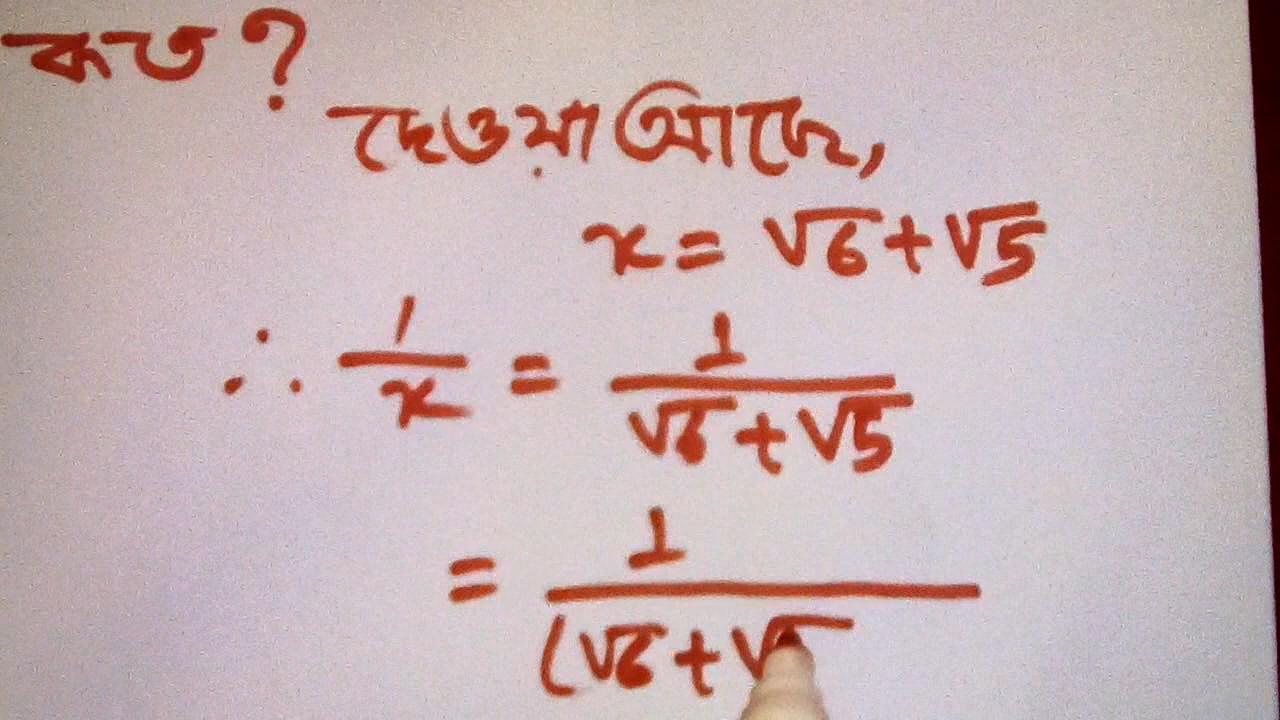 কত?
দেওয়া আছে,
x = √6 + √5
∴ 1/x = 1/(√6 + √5)
= 1/(√6 + √